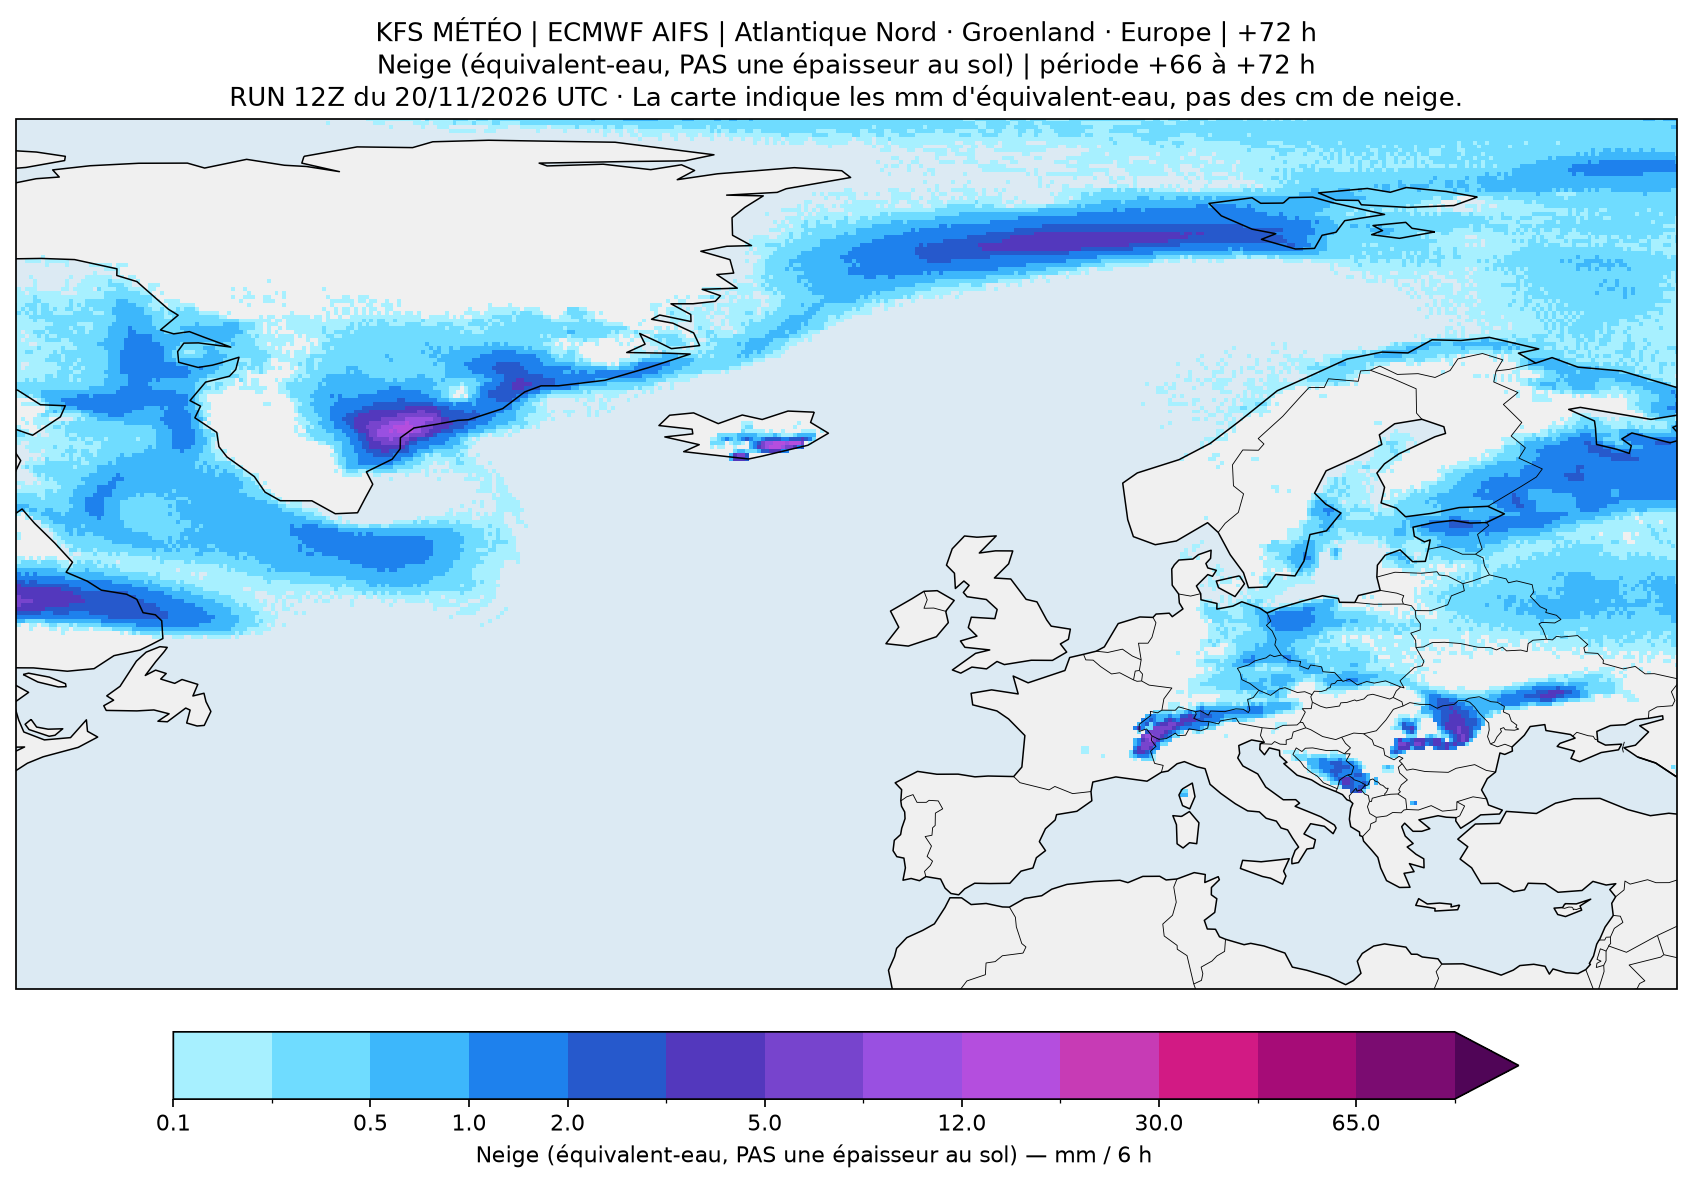 KFS MÉTÉO | ECMWF AIFS | Atlantique Nord · Groenland · Europe | +72 h
Neige (équivalent-eau, PAS une épaisseur au sol) | période +66 à +72 h
RUN 12Z du 20/11/2026 UTC · La carte indique les mm d'équivalent-eau, pas des cm de neige.
0.1 0.5 1.0 2.0 5.0 12.0 30.0 65.0
Neige (équivalent-eau, PAS une épaisseur au sol) — mm / 6 h